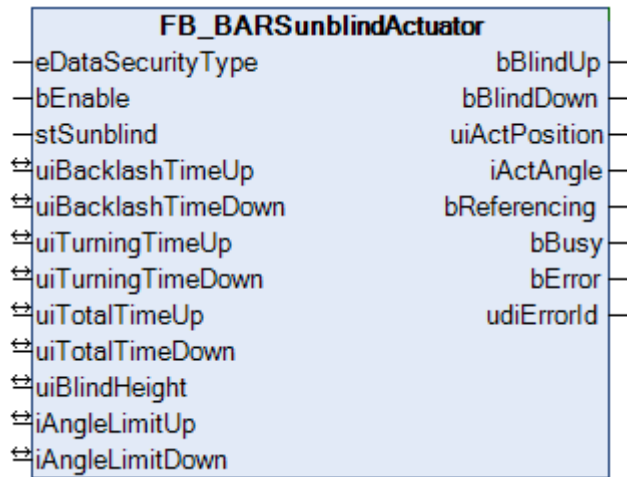 FB_BARSunblindActuator
eDataSecurityType bBlindUp
bEnable bBlindDown
stSunblind uiActPosition
uiBacklashTimeUp iActAngle
uiBacklashTimeDown bReferencing
uiTurningTimeUp bBusy
uiTurningTimeDown bError
uiTotalTimeUp udiErrorId
uiTotalTimeDown
uiBlindHeight
iAngleLimitUp
iAngleLimitDown